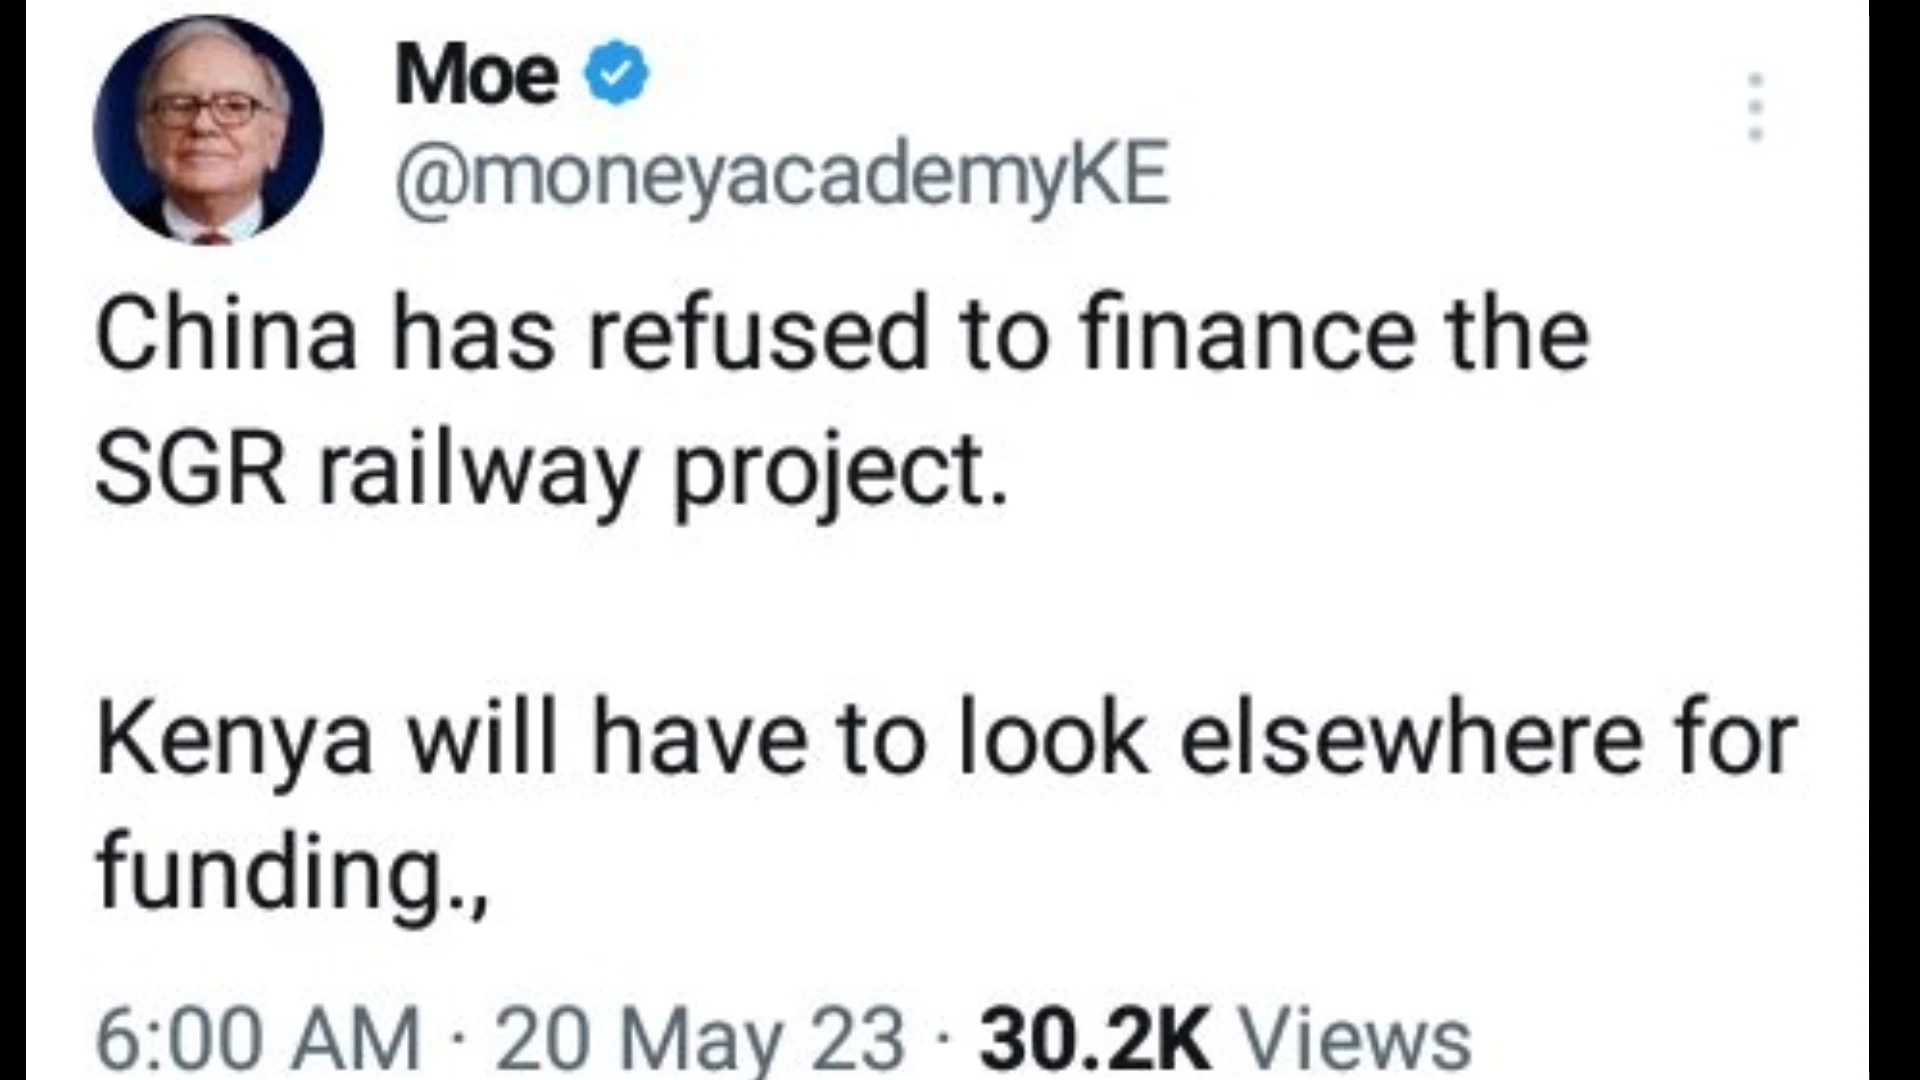 Moe
@moneyacademyKE
China has refused to finance the
SGR railway project.
Kenya will have to look elsewhere for
funding.,
6:00 AM · 20 May 23 · 30.2K Views